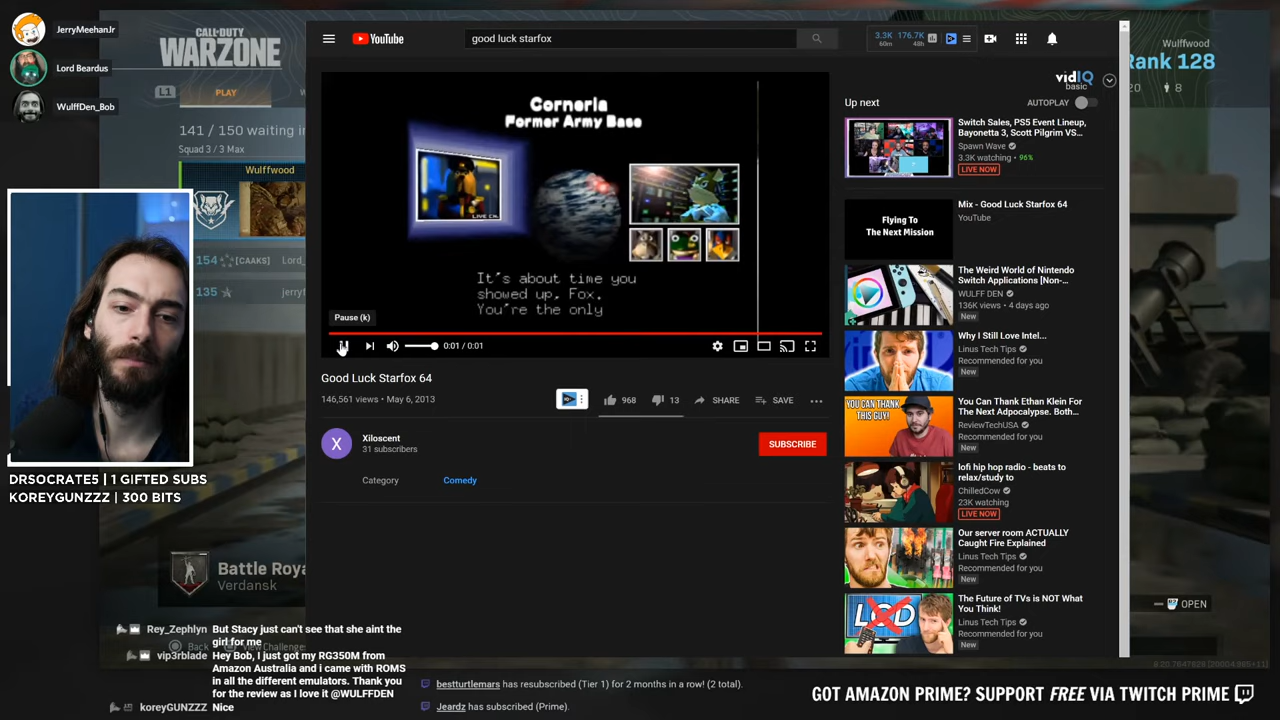 JerryMeehanJr
Lord Beardus
WulffDen_Bob
CALL OF DUTY
WARZONE
L1
PLAY
141 / 150 waiting in
Squad 3 / 3 Max
Wulffwood
154
[CAAKS]
Lord_
135
jerryf
Battle Roya
Verdansk
Back
View Challenges
Wulffwood
Rank 128
20
8
OPEN
YouTube
good luck starfox
3.3K
60m
176.7K
48h
vidIQ
basic
Corneria
Former Army Base
LIVE
It's about time you
showed up, Fox.
You're the only
Pause (k)
0:01 / 0:01
Good Luck Starfox 64
146,561 views • May 6, 2013
968
13
SHARE
SAVE
X
Xiloscent
31 subscribers
SUBSCRIBE
Category
Comedy
Up next
AUTOPLAY
Switch Sales, PS5 Event Lineup,
Bayonetta 3, Scott Pilgrim VS...
Spawn Wave
3.3K watching • 96%
LIVE NOW
Flying To
The Next Mission
Mix - Good Luck Starfox 64
YouTube
The Weird World of Nintendo
Switch Applications [Non-...
WULFF DEN
136K views • 4 days ago
New
Why I Still Love Intel...
Linus Tech Tips
Recommended for you
New
YOU CAN THANK
THIS GUY!
You Can Thank Ethan Klein For
The Next Adpocalypse. Both...
ReviewTechUSA
Recommended for you
New
lofi hip hop radio - beats to
relax/study to
ChilledCow
23K watching
LIVE NOW
Our server room ACTUALLY
Caught Fire Explained
Linus Tech Tips
Recommended for you
New
LCD
The Future of TVs is NOT What
You Think!
Linus Tech Tips
Recommended for you
New
DRSOCRATE5 | 1 GIFTED SUBS
KOREYGUNZZZ | 300 BITS
Rey_Zephlyn But Stacy just can't see that she aint the
girl for me
vip3rblade Hey Bob, I just got my RG350M from
Amazon Australia and i came with ROMS
in all the different emulators. Thank you
for the review as I love it @WULFFDEN
koreyGUNZZZ Nice
bestturtlemars has resubscribed (Tier 1) for 2 months in a row! (2 total).
Jeardz has subscribed (Prime).
GOT AMAZON PRIME? SUPPORT FREE VIA TWITCH PRIME